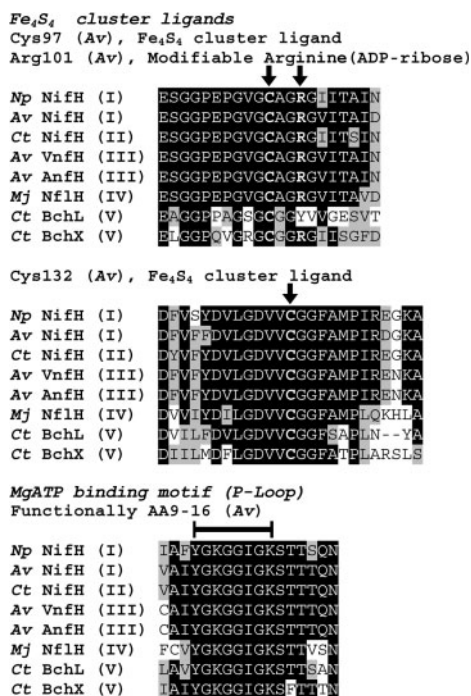 Fe₄S₄ cluster ligands
Cys97 (Av), Fe₄S₄ cluster ligand
Arg101 (Av), Modifiable Arginine(ADP-ribose)
Np NifH (I) ESGGPEPGVGCAGRGIITAIN
Av NifH (I) ESGGPEPGVGCAGRGVITAID
Ct NifH (II) ESGGPEPGVGCAGRGIITSIN
Av VnfH (III) ESGGPEPGVGCAGRGVITAIN
Av AnfH (III) ESGGPEPGVGCAGRGVITAIN
Mj NflH (IV) ESGGPEPGVGCAGRGVITAVD
Ct BchL (V) EAGGPPAGSGCGGYVVGESVT
Ct BchX (V) ELGGPQVGRGCGGRGIISGFD
Cys132 (Av), Fe₄S₄ cluster ligand
Np NifH (I) DFVSYDVLGDVVCGGFAMPIREGKA
Av NifH (I) DFVFFDVLGDVVCGGFAMPIRDGKA
Ct NifH (II) DYVFYDVLGDVVCGGFAMPIREGKA
Av VnfH (III) DFVFYDVLGDVVCGGFAMPIRENKA
Av AnfH (III) DFVFYDVLGDVVCGGFAMPIRENKA
Mj NflH (IV) DVVIYDILGDVVCGGFAMPLQKHLA
Ct BchL (V) DVILFDVLGDVVCGGFSAPLN--YA
Ct BchX (V) DIILMDFLGDVVCGGFATPLARSLS
MgATP binding motif (P-Loop)
Functionally AA9-16 (Av)
Np NifH (I) IAFYGKGGIGKSTTSQN
Av NifH (I) VAIYGKGGIGKSTTTQN
Ct NifH (II) VAIYGKGGIGKSTTTQN
Av VnfH (III) CAIYGKGGIGKSTTTQN
Av AnfH (III) CAIYGKGGIGKSTTTQN
Mj NflH (IV) FCVYGKGGIGKSTTVSN
Ct BchL (V) LAVYGKGGIGKSTTSAN
Ct BchX (V) IAIYGKGGIGKSFTTTN